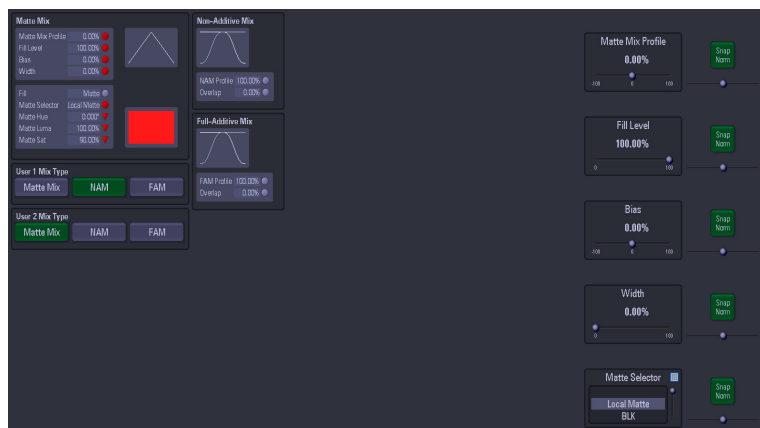 Matte Mix
Matte Mix Profile 0.00%
Fill Level 100.00%
Bias 0.00%
Width 0.00%
Fill Matte
Matte Selector Local Matte
Matte Hue 0.000°
Matte Luma 100.00%
Matte Sat 90.00%
User 1 Mix Type
Matte Mix NAM FAM
User 2 Mix Type
Matte Mix NAM FAM
Non-Additive Mix
NAM Profile 100.00%
Overlap 0.00%
Full-Additive Mix
FAM Profile 100.00%
Overlap 0.00%
Matte Mix Profile
0.00%
-100 0 100
Snap
Norm
Fill Level
100.00%
0 100
Snap
Norm
Bias
0.00%
-100 0 100
Snap
Norm
Width
0.00%
0 100
Snap
Norm
Matte Selector
Local Matte
BLK
Snap
Norm